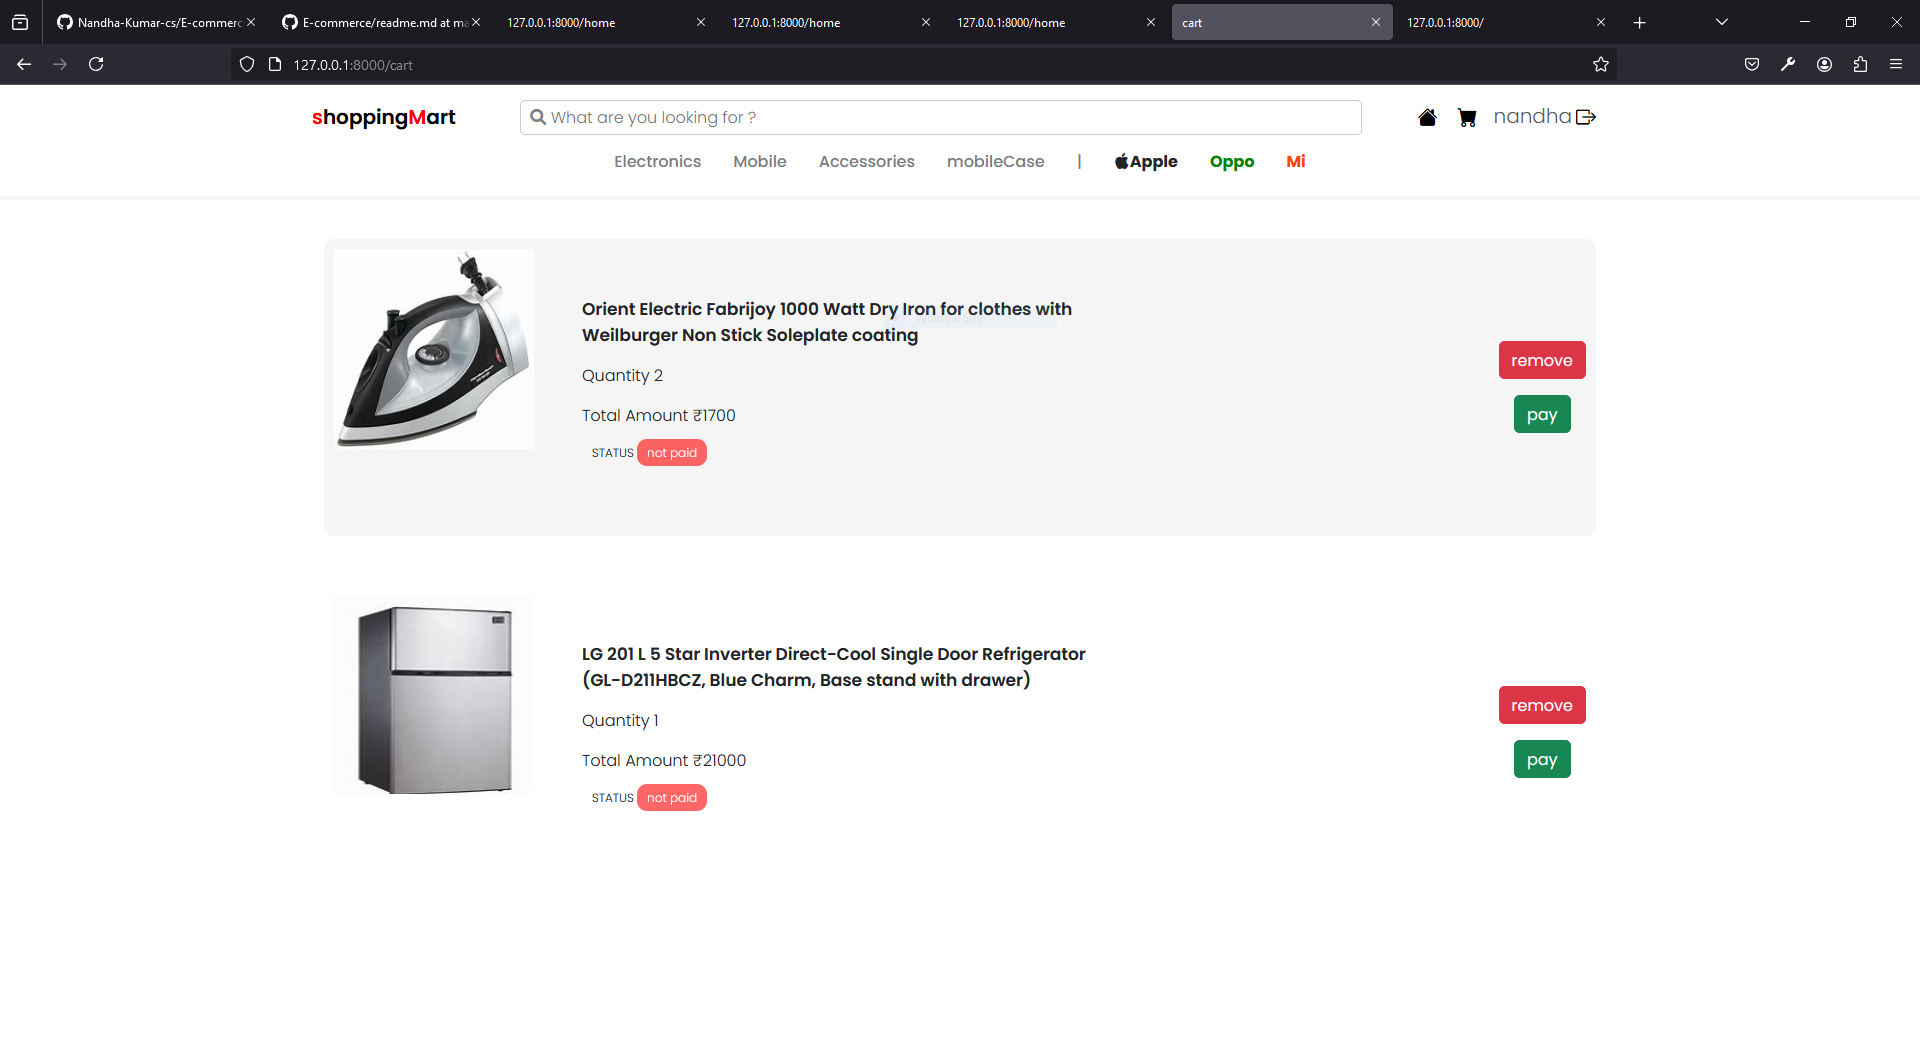 Nandha-Kumar-cs/E-commerc
E-commerce/readme.md at ma
127.0.0.1:8000/home
127.0.0.1:8000/home
127.0.0.1:8000/home
cart
127.0.0.1:8000/
127.0.0.1:8000/cart
shoppingMart
What are you looking for ?
nandha
Electronics Mobile Accessories mobileCase | Apple Oppo Mi
Orient Electric Fabrijoy 1000 Watt Dry Iron for clothes with
Weilburger Non Stick Soleplate coating
Quantity 2
Total Amount ₹1700
STATUS not paid
remove
pay
LG 201 L 5 Star Inverter Direct-Cool Single Door Refrigerator
(GL-D211HBCZ, Blue Charm, Base stand with drawer)
Quantity 1
Total Amount ₹21000
STATUS not paid
remove
pay